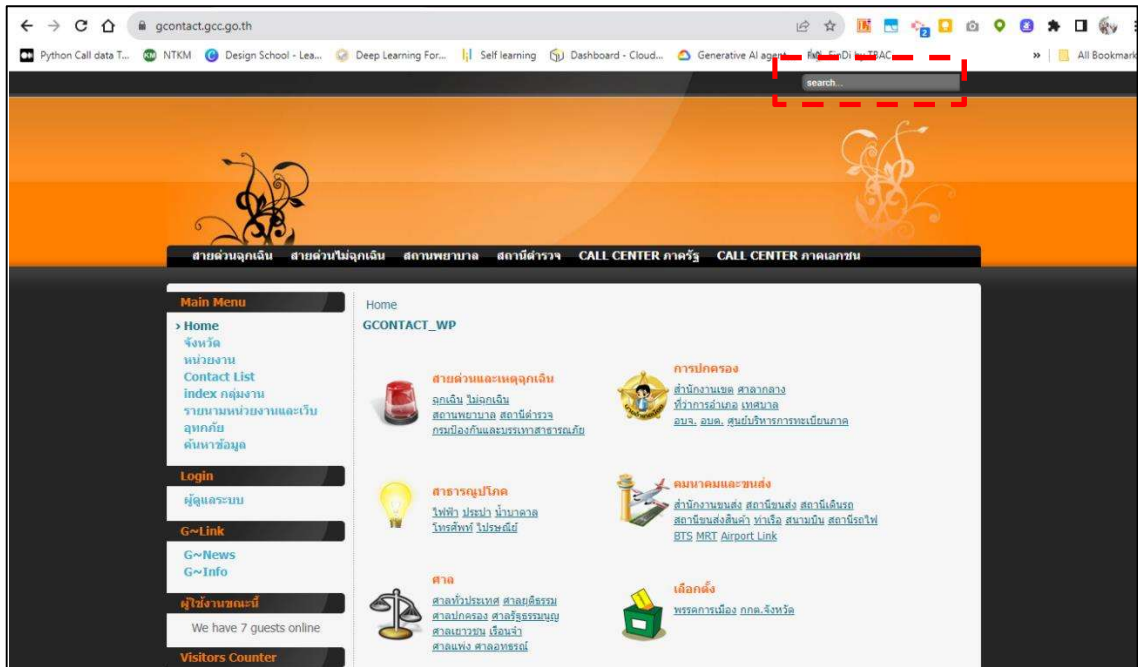 gcontact.gcc.go.th
Python Call data T... NTKM Design School - Lea... Deep Learning For... Self learning Dashboard - Cloud... Generative AI agent FinDi by TRAC » All Bookmark
search...
สายด่วนฉุกเฉิน สายด่วนไม่ฉุกเฉิน สถานพยาบาล สถานีตำรวจ CALL CENTER ภาครัฐ CALL CENTER ภาคเอกชน
Main Menu
Home
จังหวัด
หน่วยงาน
Contact List
index กลุ่มงาน
รายนามหน่วยงานและเว็บ
อุทกภัย
ค้นหาข้อมูล
Login
ผู้ดูแลระบบ
G~Link
G~News
G~Info
ผู้ใช้งานขณะนี้
We have 7 guests online
Visitors Counter
Home
GCONTACT_WP
สายด่วนและเหตุฉุกเฉิน
ฉุกเฉิน ไม่ฉุกเฉิน
สถานพยาบาล สถานีตำรวจ
กรมป้องกันและบรรเทาสาธารณภัย
การปกครอง
สำนักงานเขต ศาลากลาง
ที่ว่าการอำเภอ เทศบาล
อบจ. อบต. ศูนย์บริหารการทะเบียนภาค
สาธารณูปโภค
ไฟฟ้า ประปา น้ำบาดาล
โทรศัพท์ ไปรษณีย์
คมนาคมและขนส่ง
สำนักงานขนส่ง สถานีขนส่ง สถานีเดินรถ
สถานีขนส่งสินค้า ท่าเรือ สนามบิน สถานีรถไฟ
BTS MRT Airport Link
ศาล
ศาลทั่วประเทศ ศาลยุติธรรม
ศาลปกครอง ศาลรัฐธรรมนูญ
ศาลเยาวชน เรือนจำ
ศาลแพ่ง ศาลอุทธรณ์
เลือกตั้ง
พรรคการเมือง กกต.จังหวัด